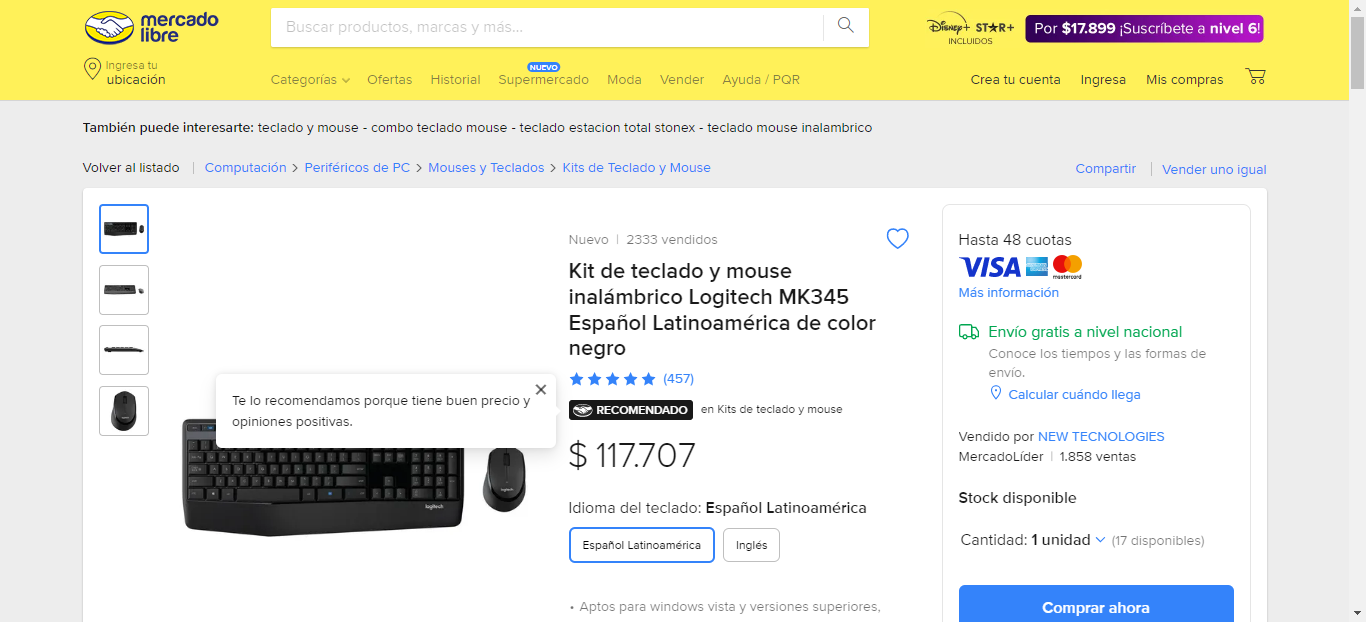 mercado
libre
Buscar productos, marcas y más...
Disney+ STAR+
INCLUIDOS
Por $17.899 ¡Suscríbete a nivel 6!
Ingresa tu
ubicación
Categorías
Ofertas
Historial
NUEVO
Supermercado
Moda
Vender
Ayuda / PQR
Crea tu cuenta
Ingresa
Mis compras
También puede interesarte: teclado y mouse - combo teclado mouse - teclado estacion total stonex - teclado mouse inalambrico
Volver al listado
Computación > Periféricos de PC > Mouses y Teclados > Kits de Teclado y Mouse
Compartir
Vender uno igual
Te lo recomendamos porque tiene buen precio y
opiniones positivas.
logitech
logitech
Nuevo | 2333 vendidos
Kit de teclado y mouse
inalámbrico Logitech MK345
Español Latinoamérica de color
negro
(457)
RECOMENDADO en Kits de teclado y mouse
$ 117.707
Idioma del teclado: Español Latinoamérica
Español Latinoamérica
Inglés
• Aptos para windows vista y versiones superiores,
Hasta 48 cuotas
VISA
mastercard
Más información
Envío gratis a nivel nacional
Conoce los tiempos y las formas de
envío.
Calcular cuándo llega
Vendido por NEW TECNOLOGIES
MercadoLíder | 1.858 ventas
Stock disponible
Cantidad: 1 unidad (17 disponibles)
Comprar ahora